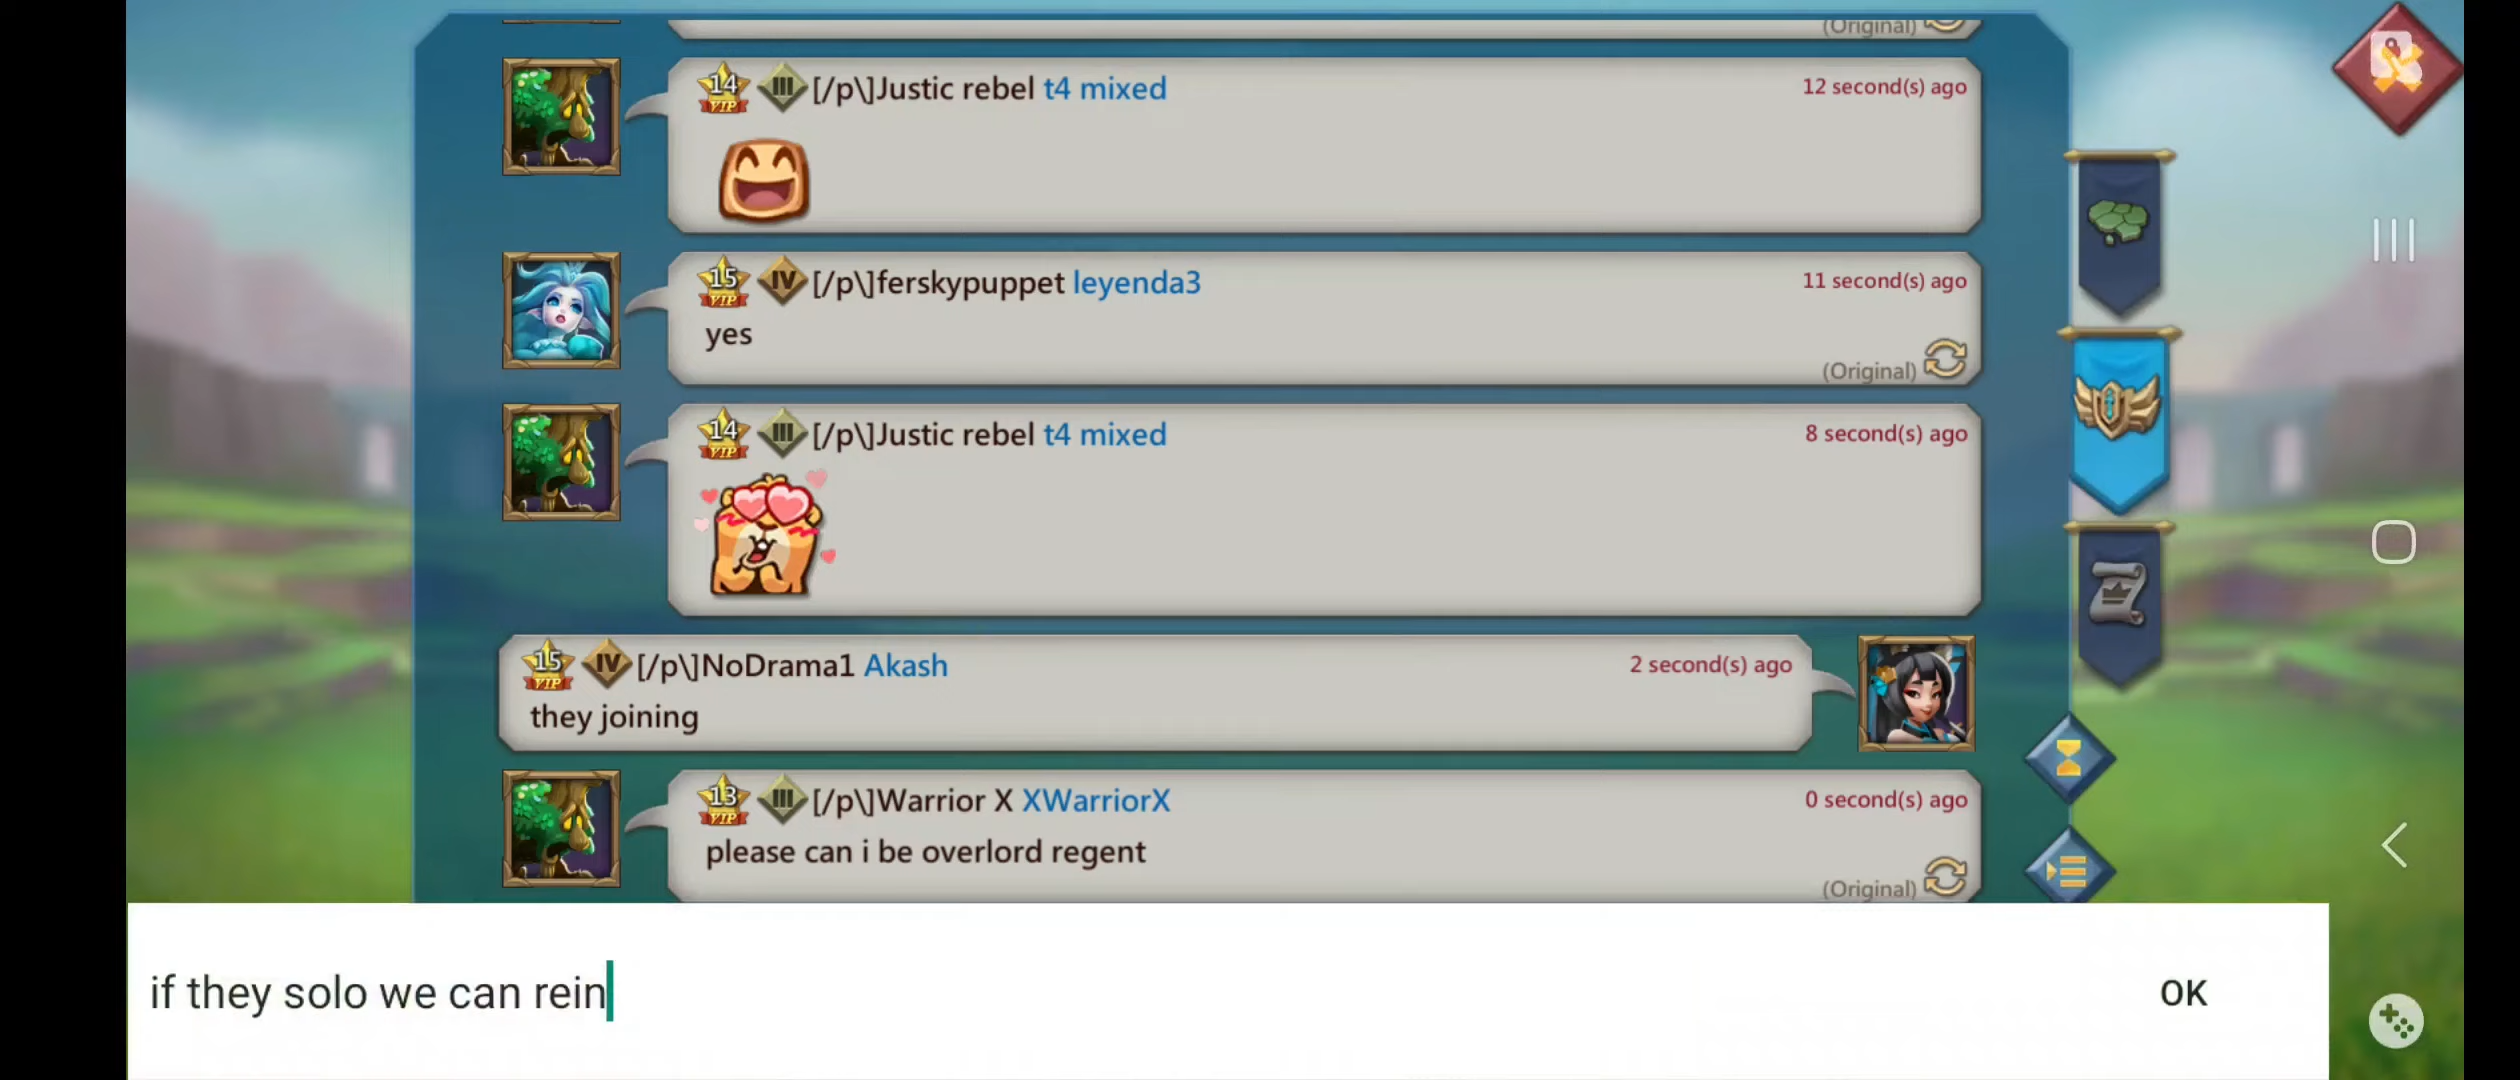 (Original)
14 VIP III [/p\]Justic rebel t4 mixed 12 second(s) ago
15 VIP IV [/p\]ferskypuppet leyenda3 11 second(s) ago
yes
(Original)
14 VIP III [/p\]Justic rebel t4 mixed 8 second(s) ago
15 VIP IV [/p\]NoDrama1 Akash 2 second(s) ago
they joining
13 VIP III [/p\]Warrior X XWarriorX 0 second(s) ago
please can i be overlord regent
(Original)
if they solo we can rein
OK